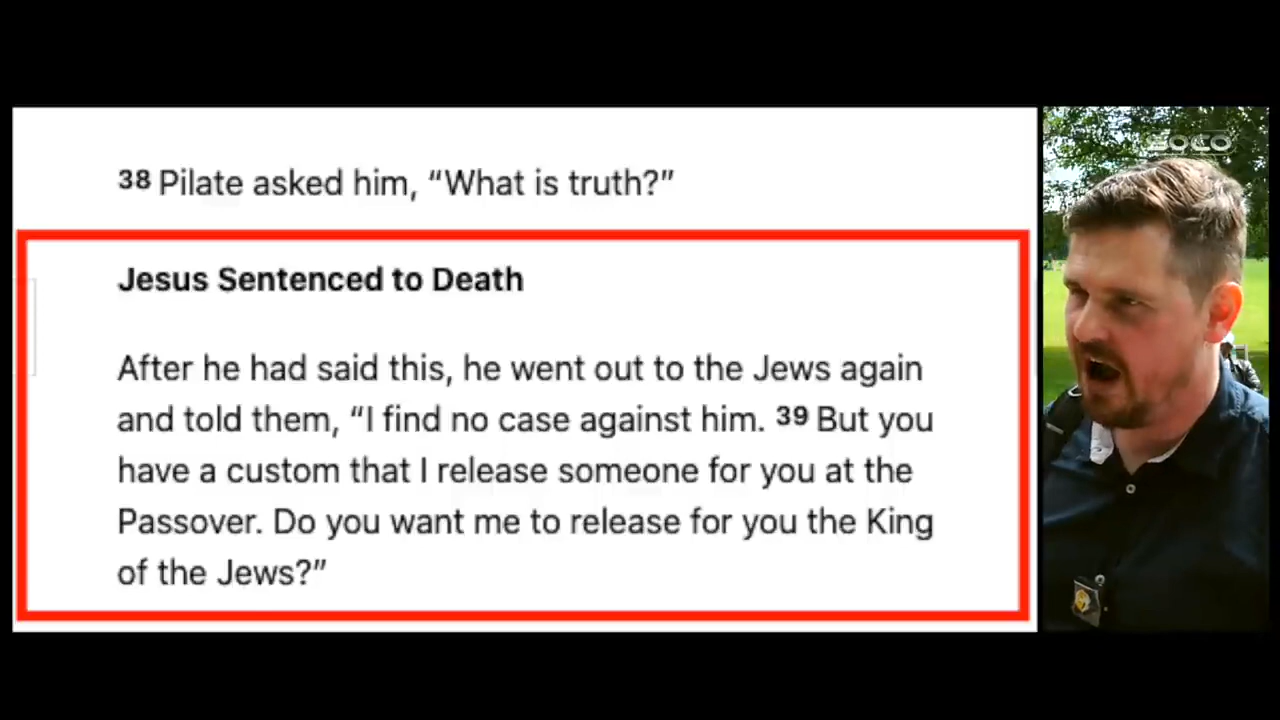 38 Pilate asked him, “What is truth?”
Jesus Sentenced to Death
After he had said this, he went out to the Jews again
and told them, “I find no case against him. 39 But you
have a custom that I release someone for you at the
Passover. Do you want me to release for you the King
of the Jews?”
SOCO